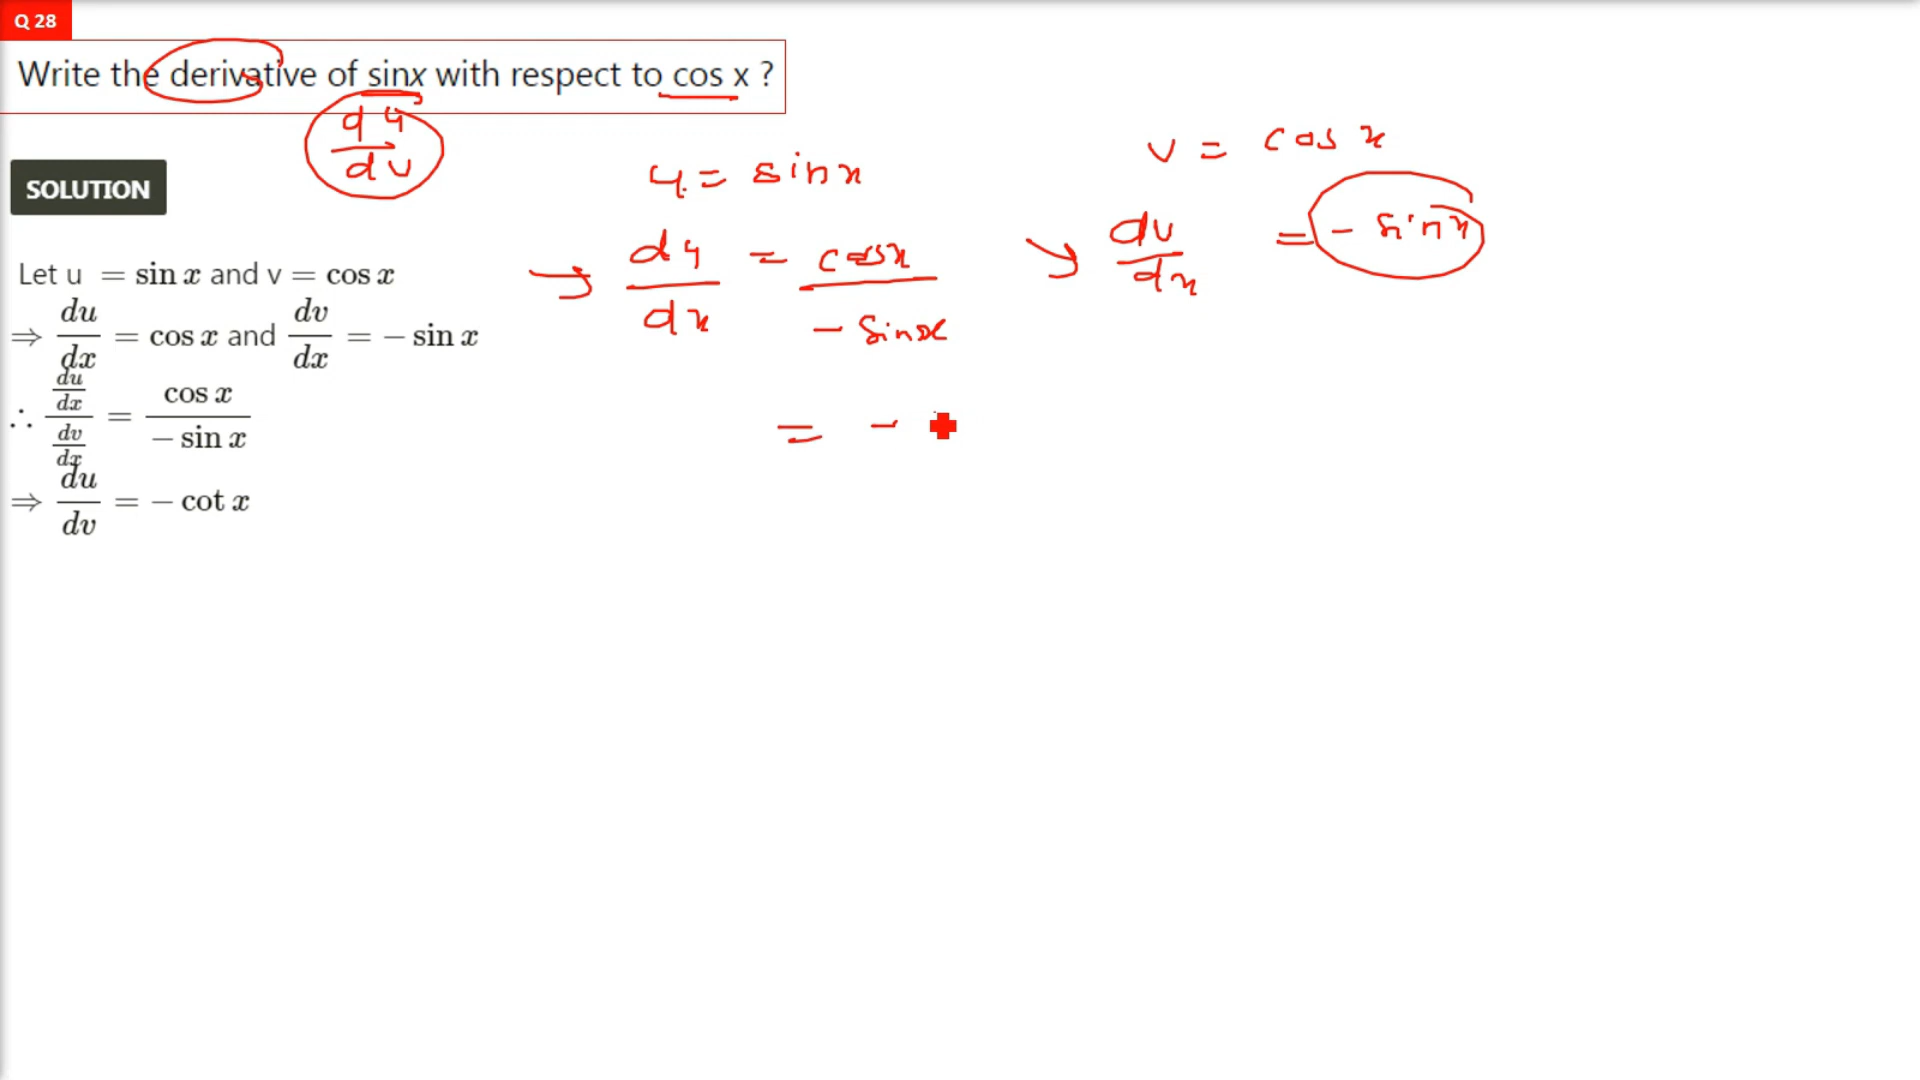 Q 28
Write the derivative of sinx with respect to cos x ?
du
dv
SOLUTION
u = sin x
v = cos x
du/dx = cos x / - sin x
dv/dx = - sin x
= -
Let u = sin x and v = cos x
⇒ du/dx = cos x and dv/dx = - sin x
∴ (du/dx)/(dv/dx) = cos x / - sin x
⇒ du/dv = - cot x